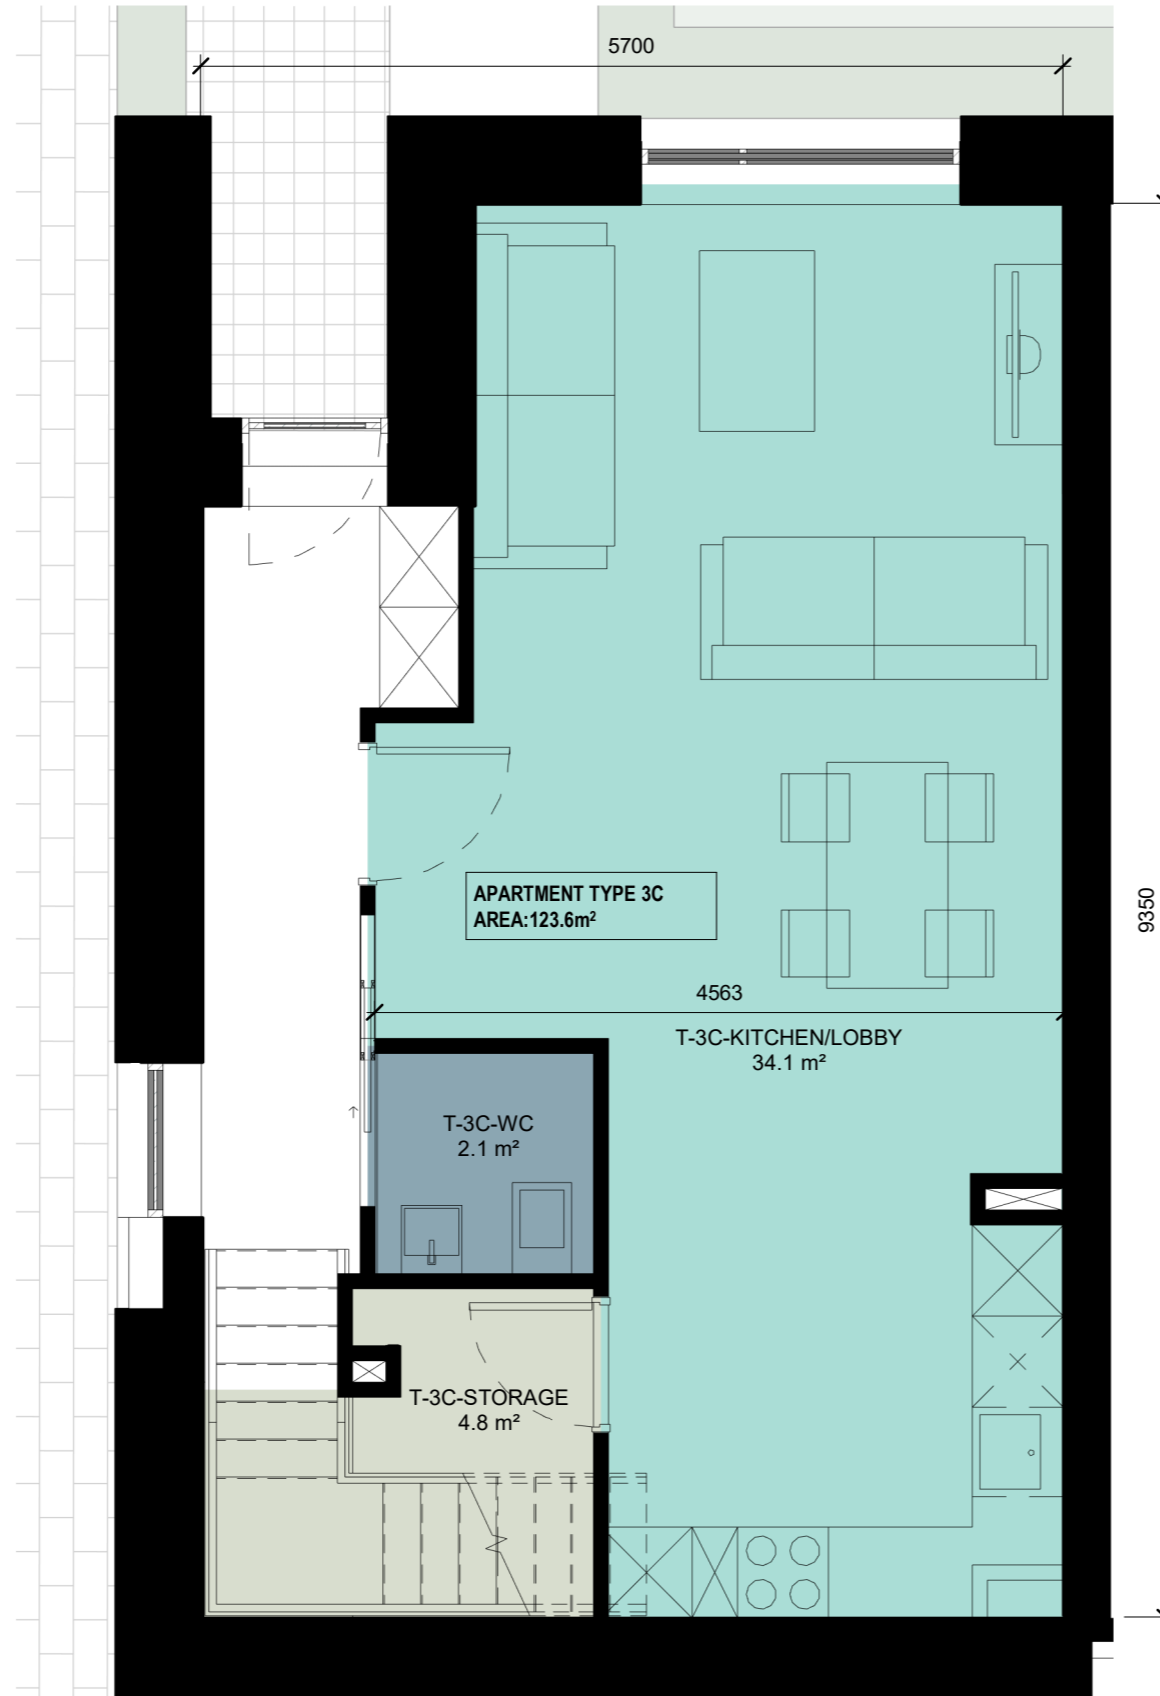 5700
APARTMENT TYPE 3C
AREA:123.6m²
9350
4563
T-3C-KITCHEN/LOBBY
34.1 m²
T-3C-WC
2.1 m²
T-3C-STORAGE
4.8 m²